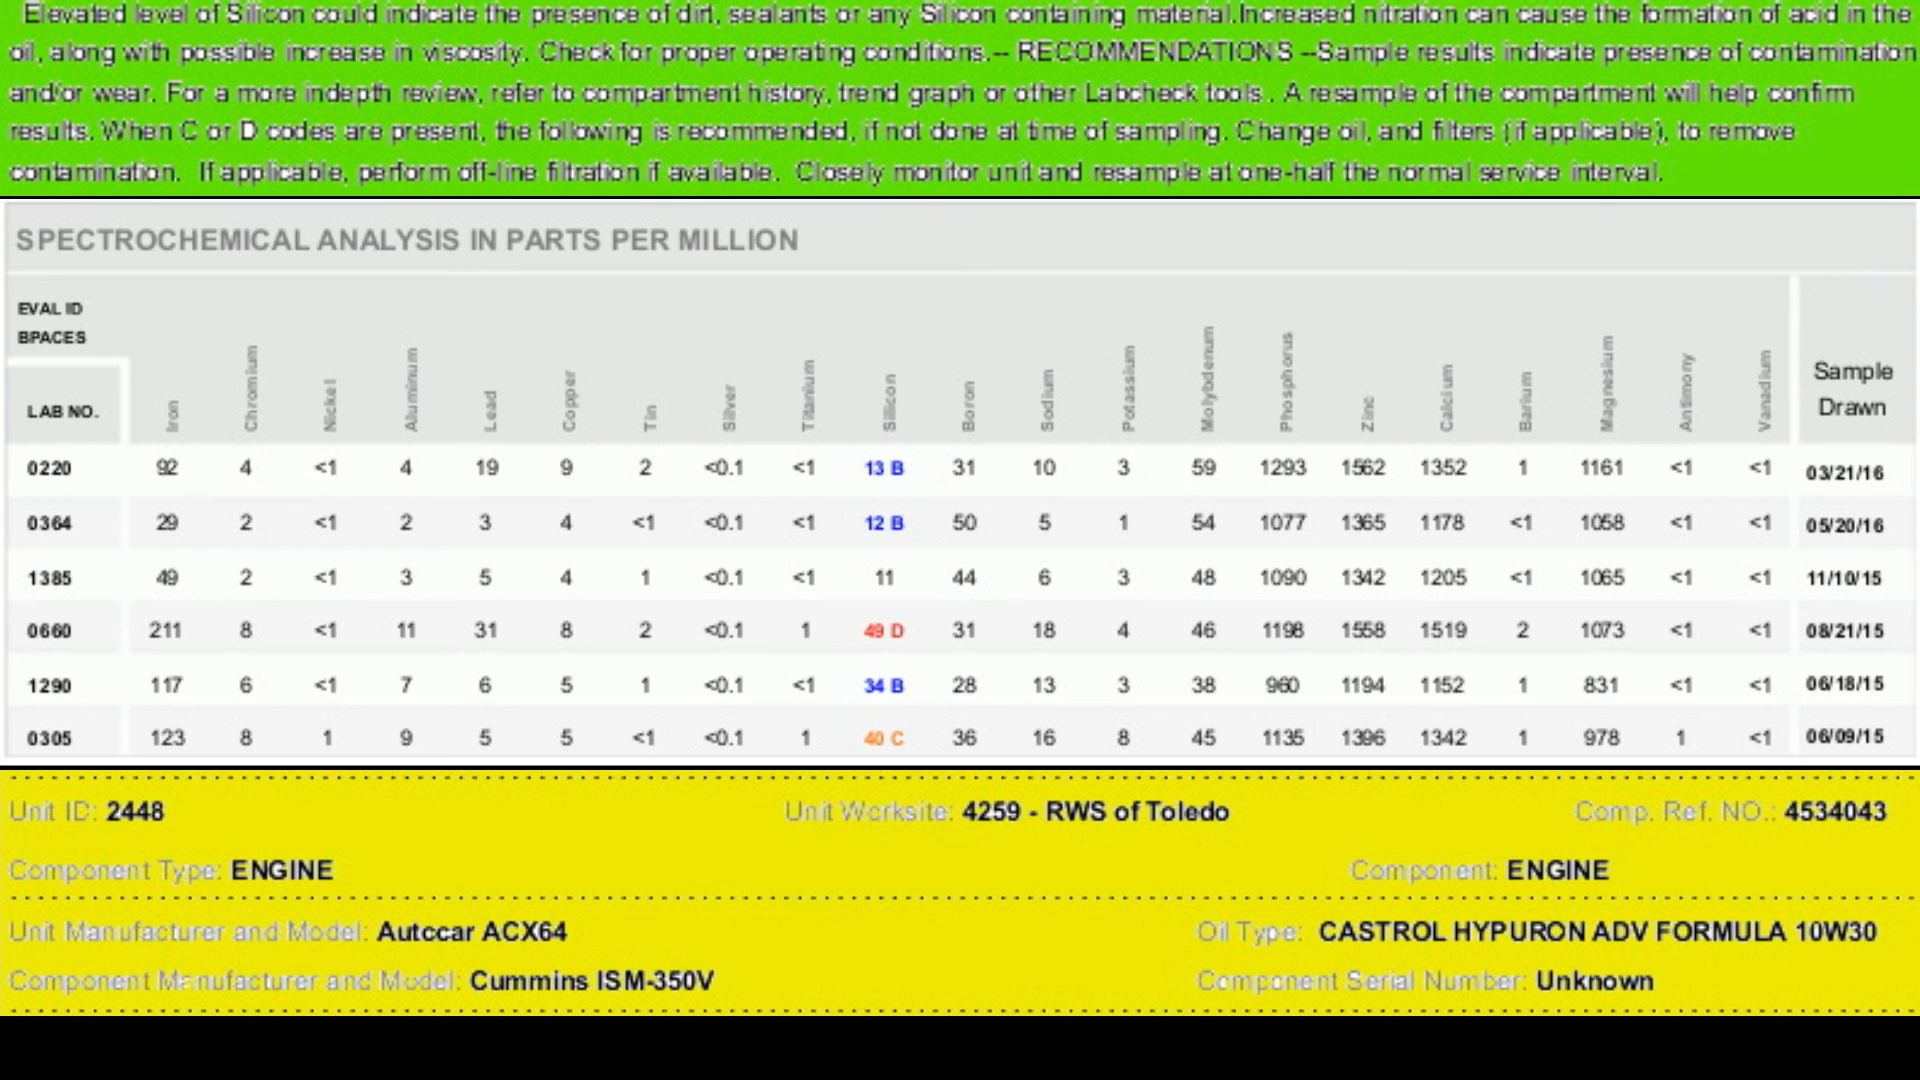 Elevated level of Silicon could indicate the presence of dirt, sealants or any Silicon containing material.Increased nitration can cause the formation of acid in the
oil, along with possible increase in viscosity. Check for proper operating conditions.-- RECOMMENDATIONS --Sample results indicate presence of contamination
and/or wear. For a more indepth review, refer to compartment history, trend graph or other Labcheck tools . A resample of the compartment will help confirm
results. When C or D codes are present, the following is recommended, if not done at time of sampling. Change oil, and filters (if applicable), to remove
contamination. If applicable, perform off-line filtration if available. Closely monitor unit and resample at one-half the normal service interval.
SPECTROCHEMICAL ANALYSIS IN PARTS PER MILLION
EVAL ID
BPACES
LAB NO. Iron Chromium Nickel Aluminum Lead Copper Tin Silver Titanium Silicon Boron Sodium Potassium Molybdenum Phosphorus Zinc Calcium Barium Magnesium Antimony Vanadium Sample Drawn
0220 92 4 <1 4 19 9 2 <0.1 <1 13 B 31 10 3 59 1293 1562 1352 1 1161 <1 <1 03/21/16
0364 29 2 <1 2 3 4 <1 <0.1 <1 12 B 50 5 1 54 1077 1365 1178 <1 1058 <1 <1 05/20/16
1385 49 2 <1 3 5 4 1 <0.1 <1 11 44 6 3 48 1090 1342 1205 <1 1065 <1 <1 11/10/15
0660 211 8 <1 11 31 8 2 <0.1 1 49 D 31 18 4 46 1198 1558 1519 2 1073 <1 <1 08/21/15
1290 117 6 <1 7 6 5 1 <0.1 <1 34 B 28 13 3 38 960 1194 1152 1 831 <1 <1 06/18/15
0305 123 8 1 9 5 5 <1 <0.1 1 40 C 36 16 8 45 1135 1396 1342 1 978 1 <1 06/09/15
Unit ID: 2448 Unit Worksite: 4259 - RWS of Toledo Comp. Ref. NO.: 4534043
Component Type: ENGINE Component: ENGINE
Unit Manufacturer and Model: Autocar ACX64 Oil Type: CASTROL HYPURON ADV FORMULA 10W30
Component Manufacturer and Model: Cummins ISM-350V Component Serial Number: Unknown